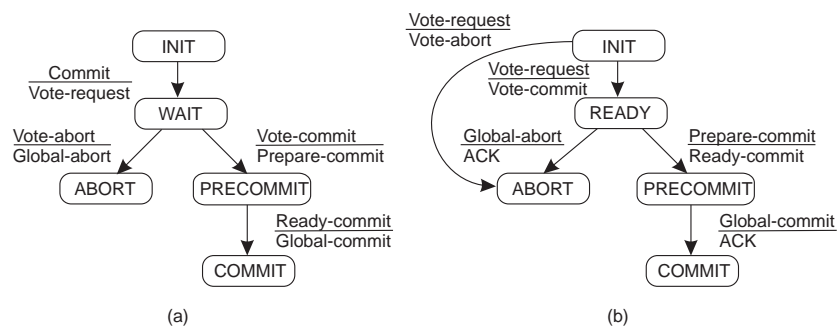 INIT
Commit
Vote-request
WAIT
Vote-abort
Global-abort
Vote-commit
Prepare-commit
ABORT
PRECOMMIT
Ready-commit
Global-commit
COMMIT
(a)
Vote-request
Vote-abort
INIT
Vote-request
Vote-commit
READY
Global-abort
ACK
Prepare-commit
Ready-commit
ABORT
PRECOMMIT
Global-commit
ACK
COMMIT
(b)